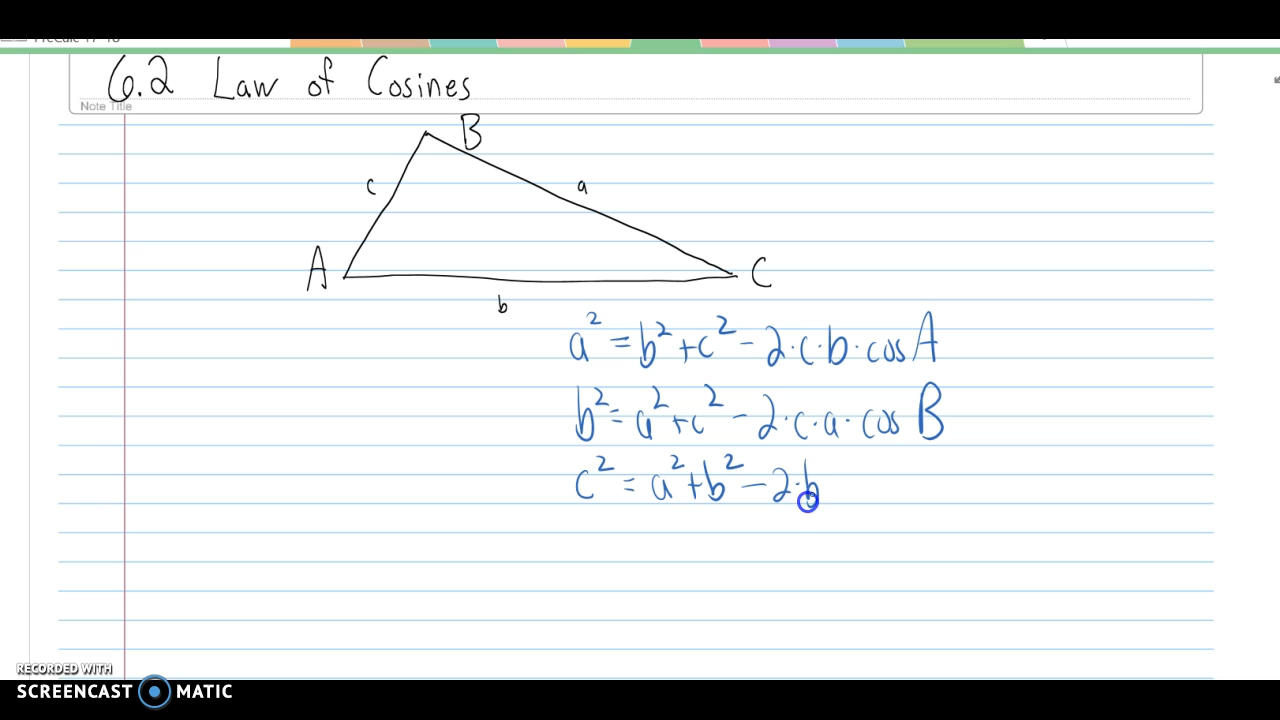 6.2 Law of Cosines
Note Title
B
c
a
A
C
b
a² = b² + c² - 2·c·b·cos A
b² = a² + c² - 2·c·a·cos B
c² = a² + b² - 2·b
RECORDED WITH
SCREENCAST MATIC